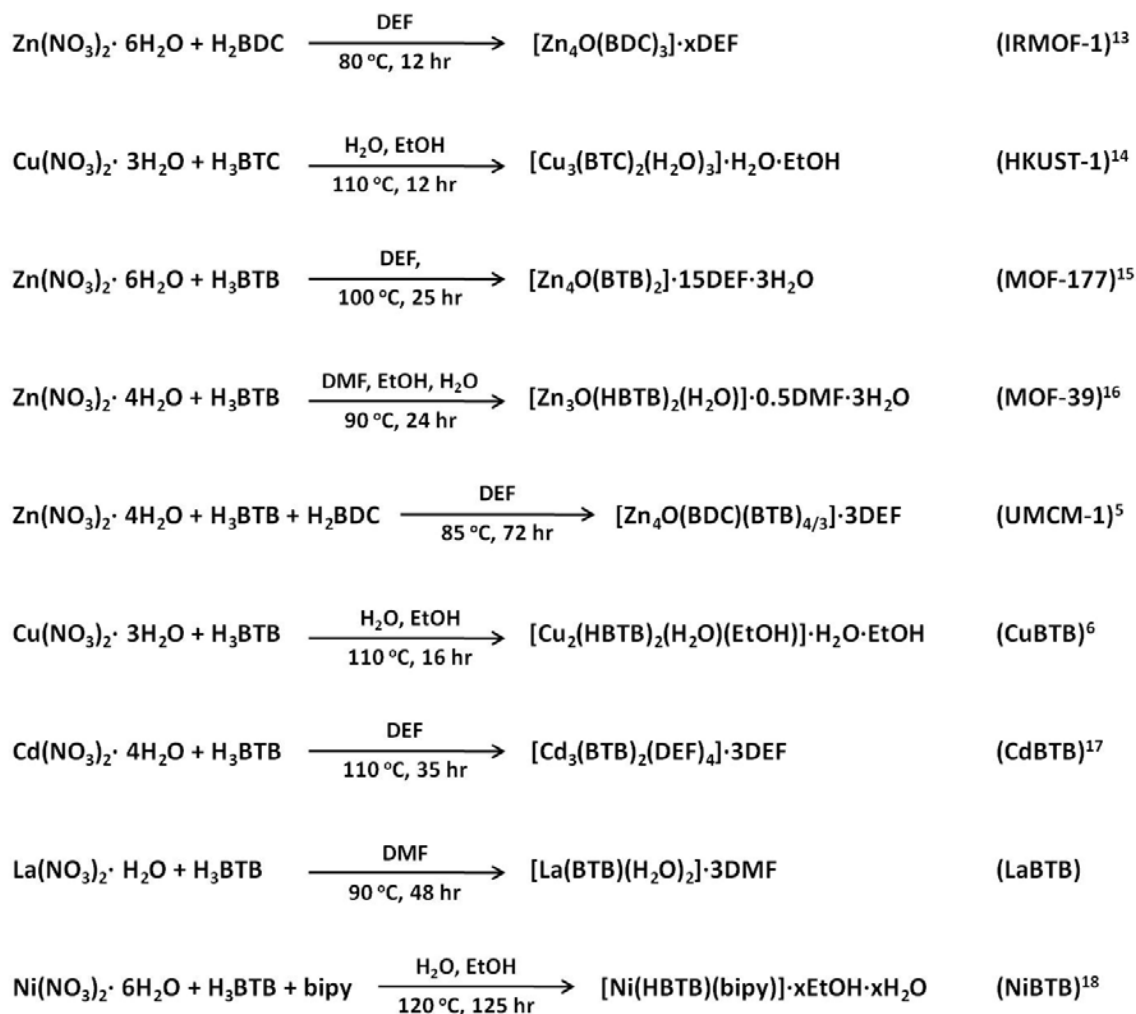 Zn(NO₃)₂· 6H₂O + H₂BDC DEF 80 °C, 12 hr [Zn₄O(BDC)₃]·xDEF (IRMOF-1)¹³
Cu(NO₃)₂· 3H₂O + H₃BTC H₂O, EtOH 110 °C, 12 hr [Cu₃(BTC)₂(H₂O)₃]·H₂O·EtOH (HKUST-1)¹⁴
Zn(NO₃)₂· 6H₂O + H₃BTB DEF, 100 °C, 25 hr [Zn₄O(BTB)₂]·15DEF·3H₂O (MOF-177)¹⁵
Zn(NO₃)₂· 4H₂O + H₃BTB DMF, EtOH, H₂O 90 °C, 24 hr [Zn₃O(HBTB)₂(H₂O)]·0.5DMF·3H₂O (MOF-39)¹⁶
Zn(NO₃)₂· 4H₂O + H₃BTB + H₂BDC DEF 85 °C, 72 hr [Zn₄O(BDC)(BTB)₄/₃]·3DEF (UMCM-1)⁵
Cu(NO₃)₂· 3H₂O + H₃BTB H₂O, EtOH 110 °C, 16 hr [Cu₂(HBTB)₂(H₂O)(EtOH)]·H₂O·EtOH (CuBTB)⁶
Cd(NO₃)₂· 4H₂O + H₃BTB DEF 110 °C, 35 hr [Cd₃(BTB)₂(DEF)₄]·3DEF (CdBTB)¹⁷
La(NO₃)₂· H₂O + H₃BTB DMF 90 °C, 48 hr [La(BTB)(H₂O)₂]·3DMF (LaBTB)
Ni(NO₃)₂· 6H₂O + H₃BTB + bipy H₂O, EtOH 120 °C, 125 hr [Ni(HBTB)(bipy)]·xEtOH·xH₂O (NiBTB)¹⁸